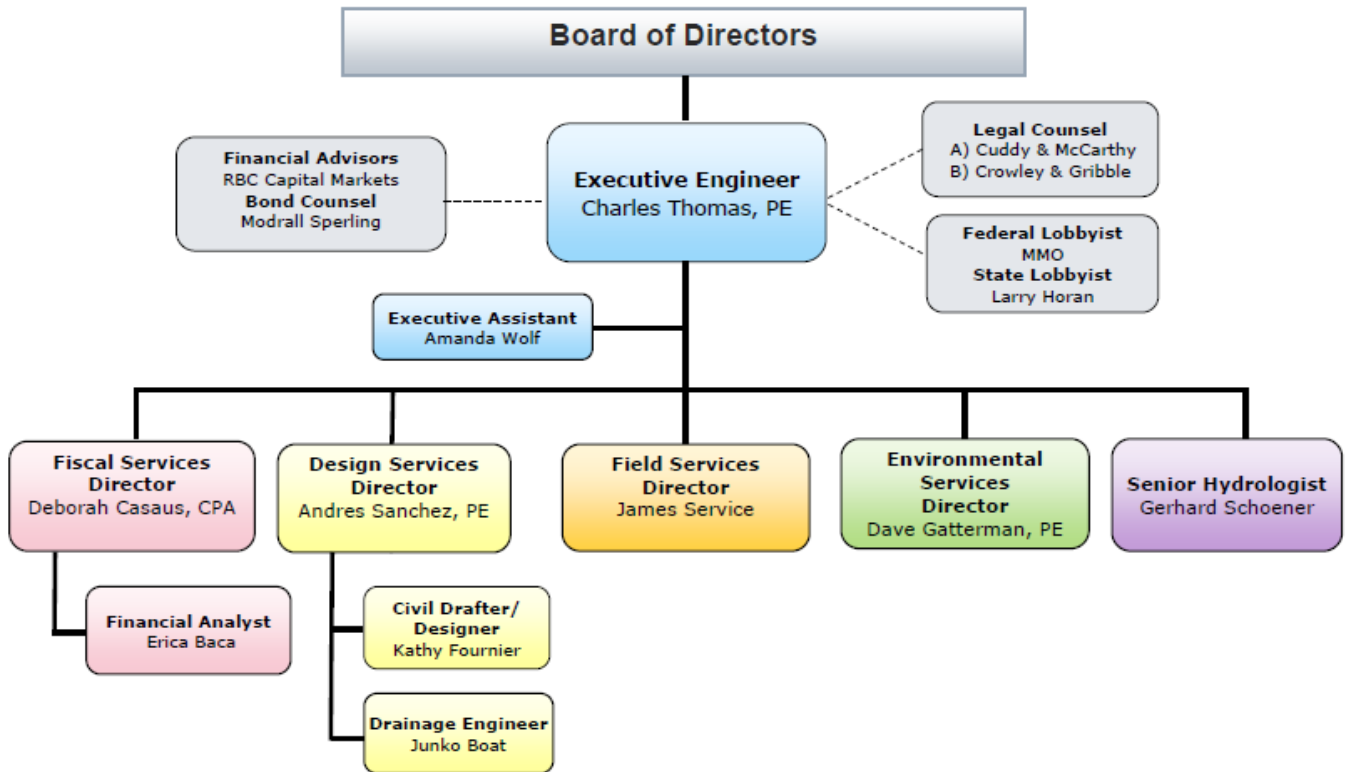 Board of Directors
Financial Advisors
RBC Capital Markets
Bond Counsel
Modrall Sperling
Executive Engineer
Charles Thomas, PE
Legal Counsel
A) Cuddy & McCarthy
B) Crowley & Gribble
Federal Lobbyist
MMO
State Lobbyist
Larry Horan
Executive Assistant
Amanda Wolf
Fiscal Services
Director
Deborah Casaus, CPA
Design Services
Director
Andres Sanchez, PE
Field Services
Director
James Service
Environmental
Services
Director
Dave Gatterman, PE
Senior Hydrologist
Gerhard Schoener
Financial Analyst
Erica Baca
Civil Drafter/
Designer
Kathy Fournier
Drainage Engineer
Junko Boat